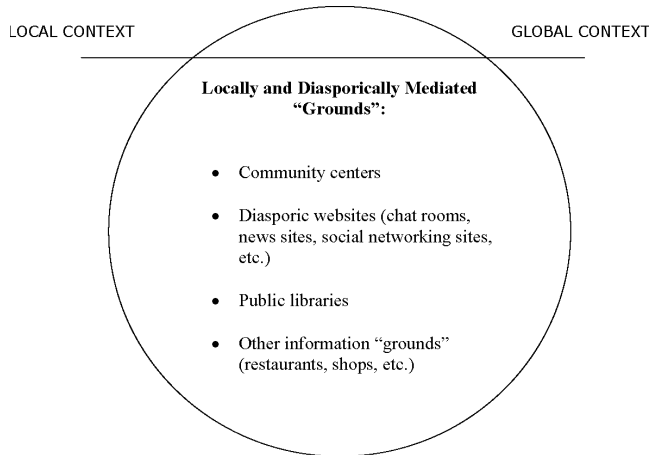 LOCAL CONTEXT
GLOBAL CONTEXT
Locally and Diasporically Mediated
“Grounds”:
• Community centers
• Diasporic websites (chat rooms,
news sites, social networking sites,
etc.)
• Public libraries
• Other information “grounds”
(restaurants, shops, etc.)